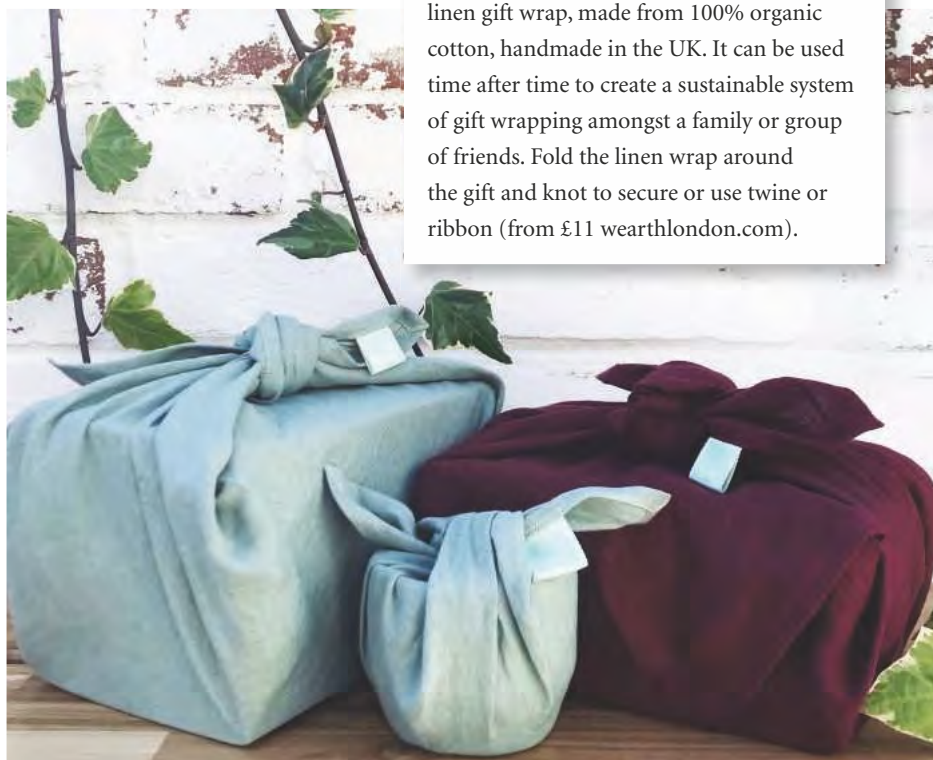 linen gift wrap, made from 100% organic
cotton, handmade in the UK. It can be used
time after time to create a sustainable system
of gift wrapping amongst a family or group
of friends. Fold the linen wrap around
the gift and knot to secure or use twine or
ribbon (from £11 wearthlondon.com).